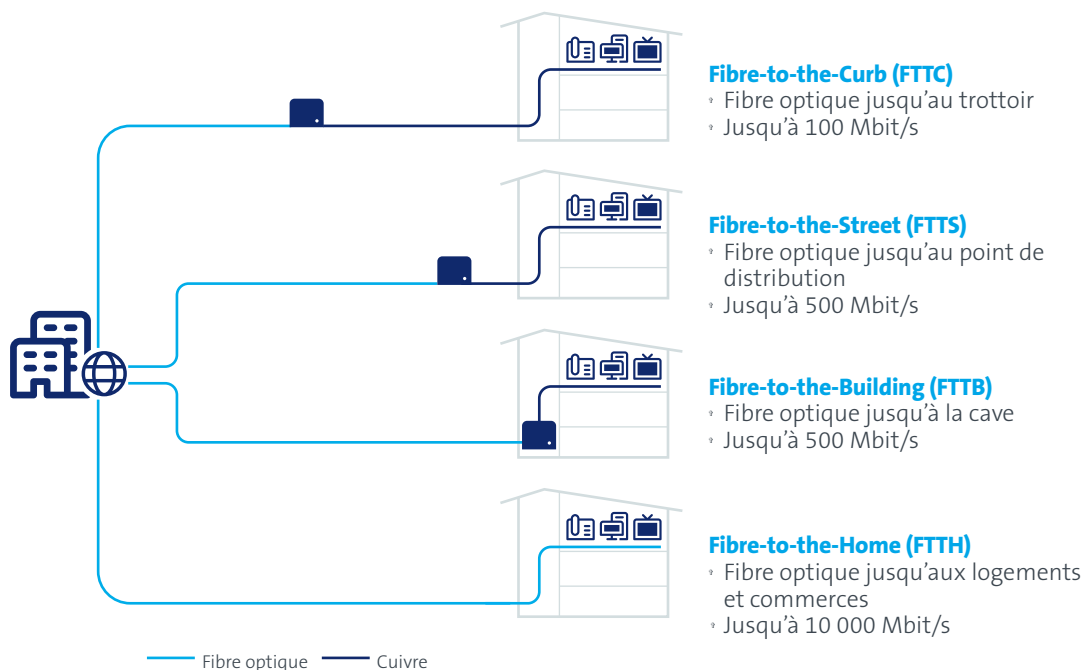 Fibre-to-the-Curb (FTTC)
Fibre optique jusqu'au trottoir
Jusqu'à 100 Mbit/s
Fibre-to-the-Street (FTTS)
Fibre optique jusqu'au point de
distribution
Jusqu'à 500 Mbit/s
Fibre-to-the-Building (FTTB)
Fibre optique jusqu'à la cave
Jusqu'à 500 Mbit/s
Fibre-to-the-Home (FTTH)
Fibre optique jusqu'aux logements
et commerces
Jusqu'à 10 000 Mbit/s
Fibre optique Cuivre